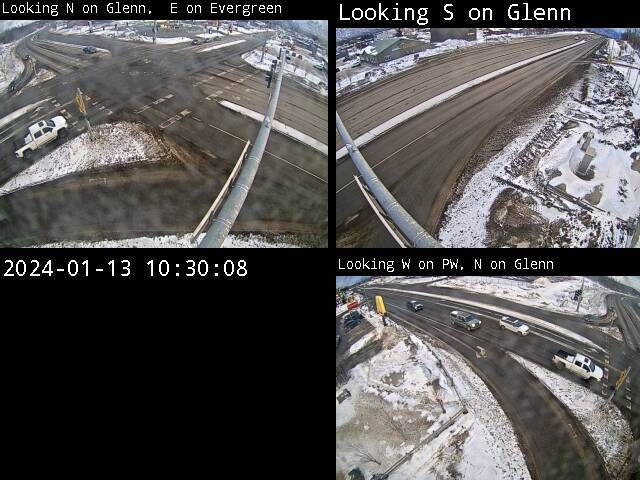 Looking N on Glenn,  E on Evergreen
Looking S on Glenn
2024-01-13 10:30:08
Looking W on PW, N on Glenn